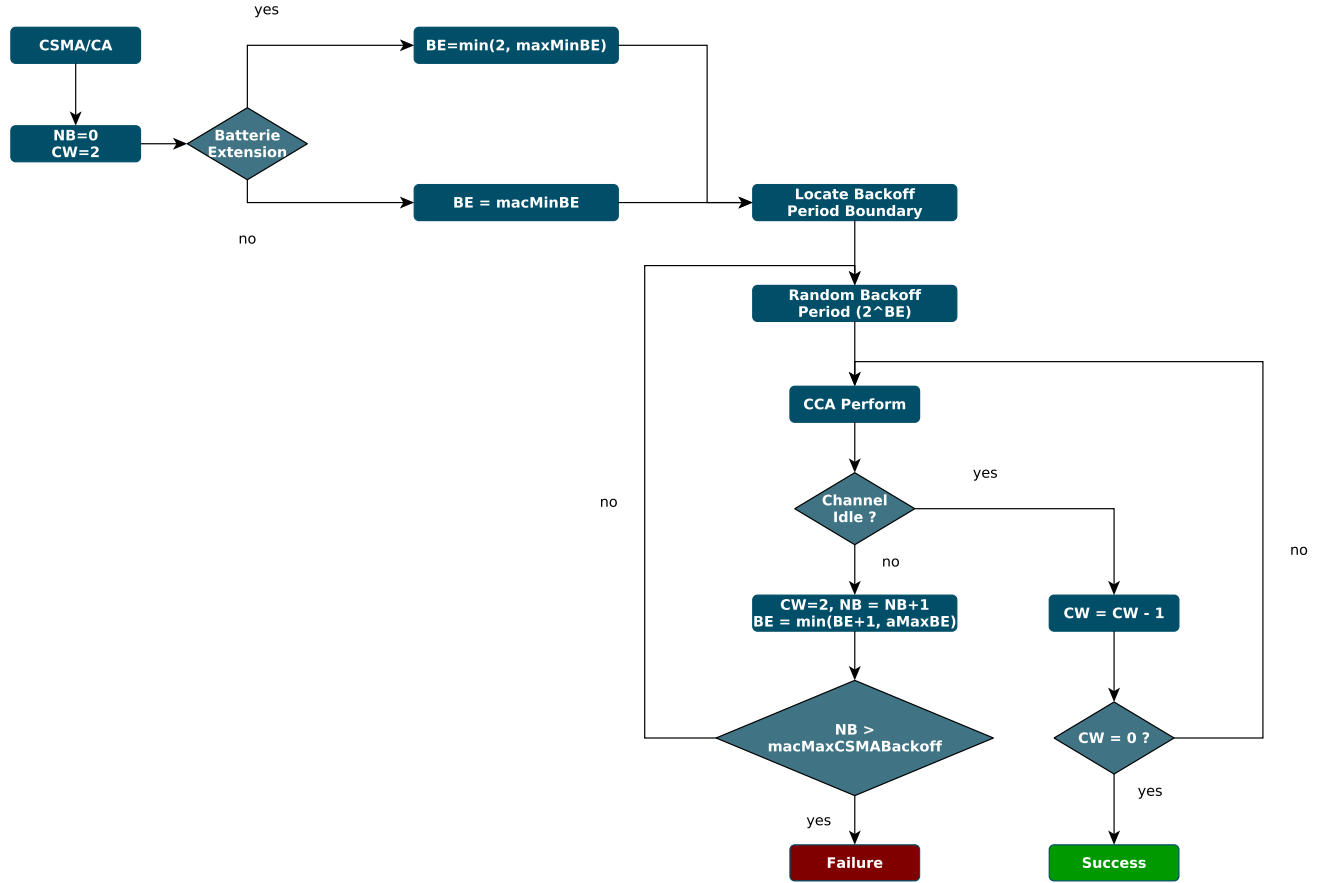 yes
CSMA/CA
BE=min(2, maxMinBE)
NB=0
CW=2
Batterie
Extension
BE = macMinBE
no
Locate Backoff
Period Boundary
Random Backoff
Period (2^BE)
CCA Perform
yes
Channel
Idle ?
no
no
no
CW=2, NB = NB+1
BE = min(BE+1, aMaxBE)
CW = CW - 1
NB >
macMaxCSMABackoff
CW = 0 ?
yes
yes
Failure
Success